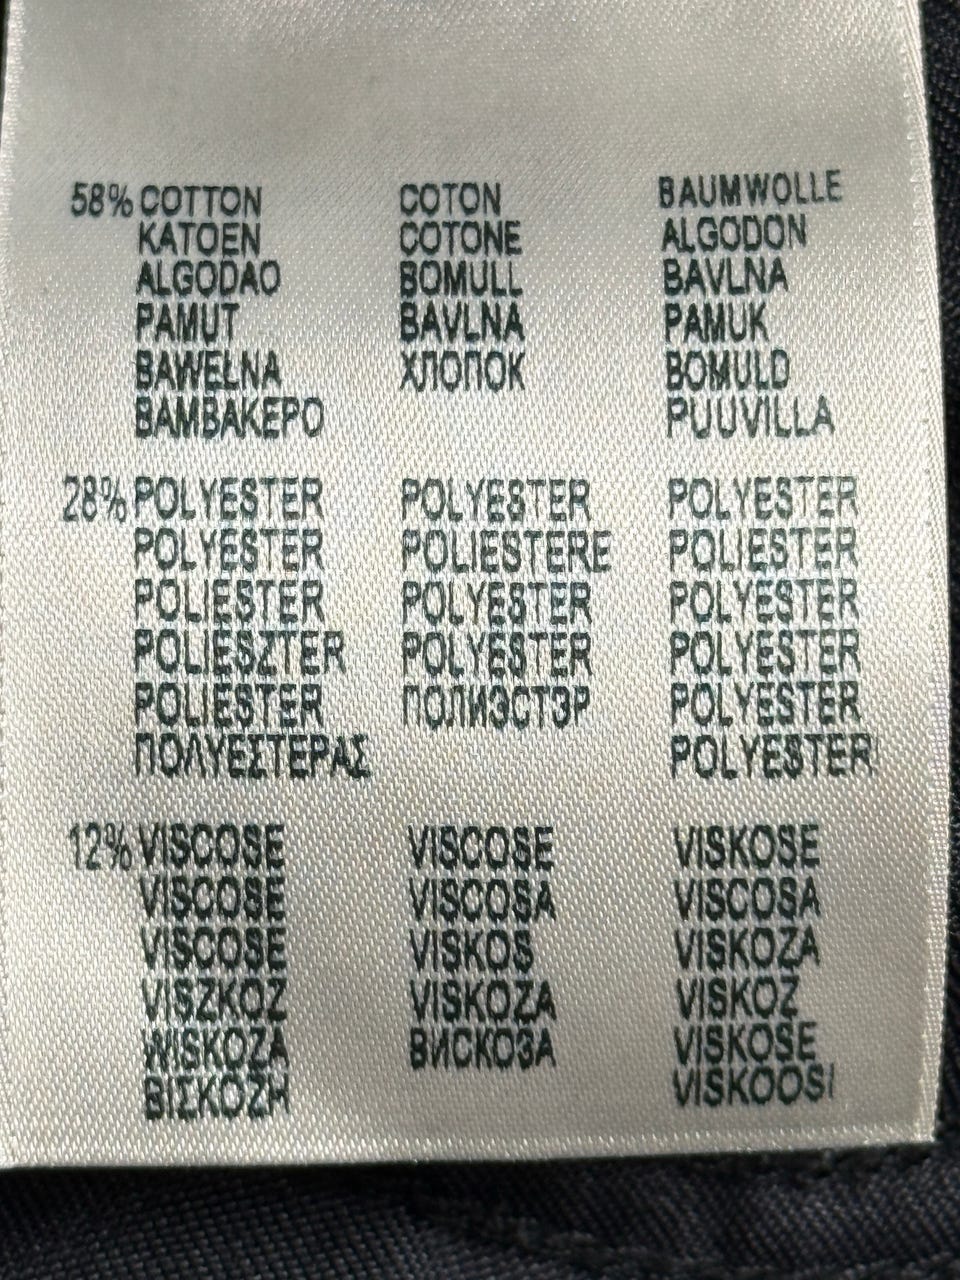 58% COTTON COTON BAUMWOLLE
KATOEN COTONE ALGODON
ALGODAO BOMULL BAVLNA
PAMUT BAVLNA PAMUK
BAWEŁNA ХЛОПОК BOMULD
ΒΑΜΒΑΚΕΡΟ PUUVILLA
28% POLYESTER POLYESTER POLYESTER
POLYESTER POLIESTERE POLIESTER
POLIESTER POLYESTER POLYESTER
POLIESZTER POLYESTER POLYESTER
POLIESTER ПОЛИЭСТЭР POLYESTER
ΠΟΛΥΕΣΤΕΡΑΣ POLYESTER
12% VISCOSE VISCOSE VISKOSE
VISCOSE VISCOSA VISCOSA
VISCOSE VISKOS VISKOZA
VISZKOZ VISKOZA VISKOZ
WISKOZA ВИСКОЗА VISKOSE
ΒΙΣΚΟΖΗ VISKOOSI